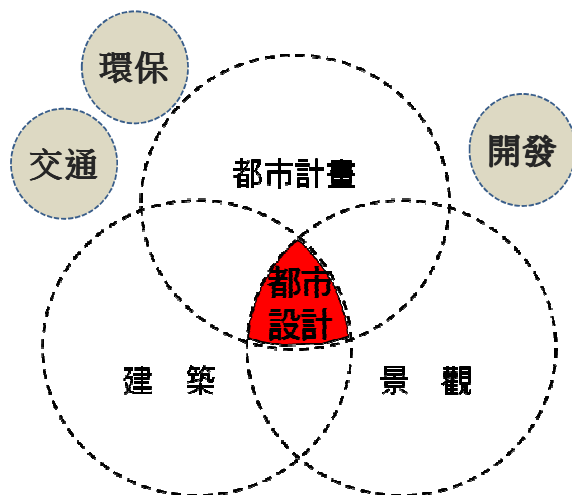 環保
交通
開發
都市計畫
都市
設計
建　築
景　觀